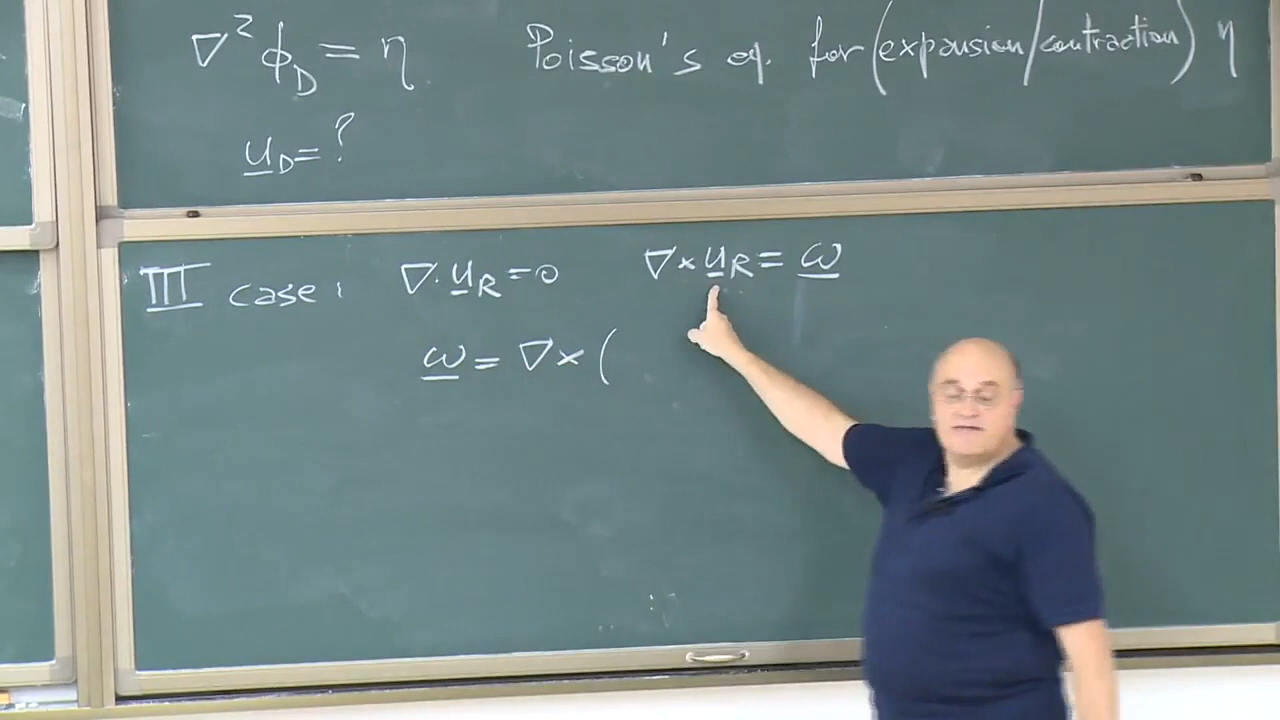 ∇²ϕ_D = η Poisson's eq. for (expansion/contraction) η
u_D = ?
III case: ∇·u_R = 0 ∇×u_R = ω
ω = ∇×(